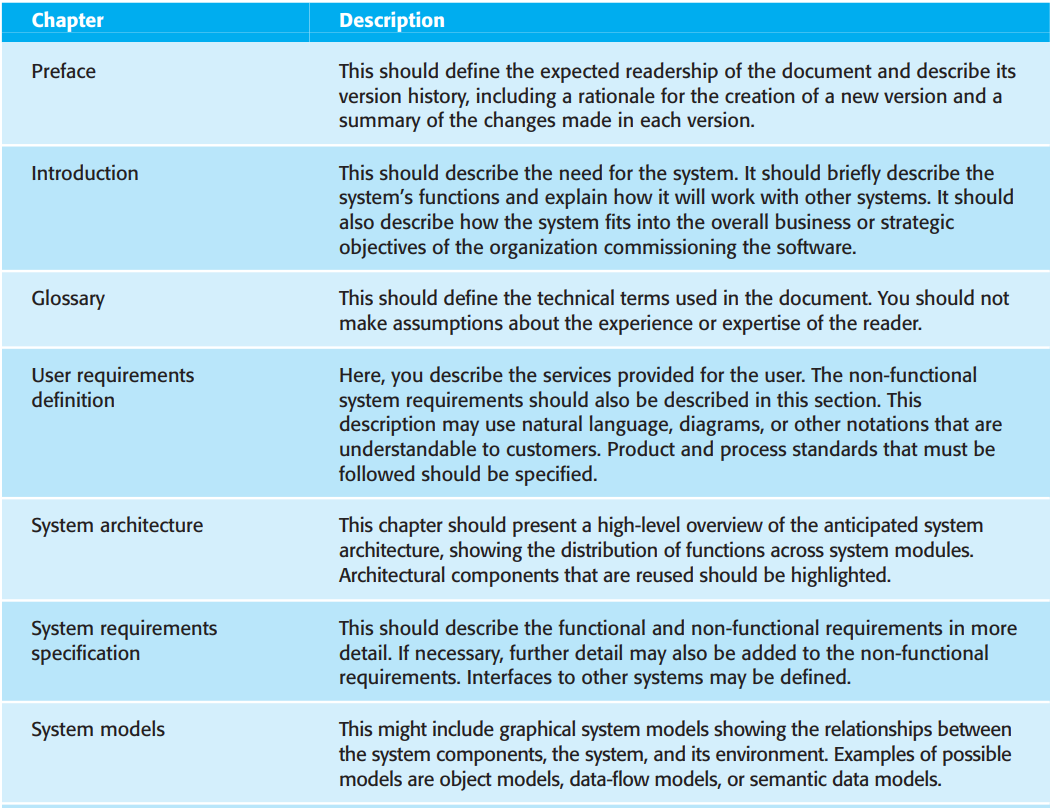 Chapter Description
Preface This should define the expected readership of the document and describe its
version history, including a rationale for the creation of a new version and a
summary of the changes made in each version.
Introduction This should describe the need for the system. It should briefly describe the
system’s functions and explain how it will work with other systems. It should
also describe how the system fits into the overall business or strategic
objectives of the organization commissioning the software.
Glossary This should define the technical terms used in the document. You should not
make assumptions about the experience or expertise of the reader.
User requirements Here, you describe the services provided for the user. The non-functional
definition system requirements should also be described in this section. This
description may use natural language, diagrams, or other notations that are
understandable to customers. Product and process standards that must be
followed should be specified.
System architecture This chapter should present a high-level overview of the anticipated system
architecture, showing the distribution of functions across system modules.
Architectural components that are reused should be highlighted.
System requirements This should describe the functional and non-functional requirements in more
specification detail. If necessary, further detail may also be added to the non-functional
requirements. Interfaces to other systems may be defined.
System models This might include graphical system models showing the relationships between
the system components, the system, and its environment. Examples of possible
models are object models, data-flow models, or semantic data models.